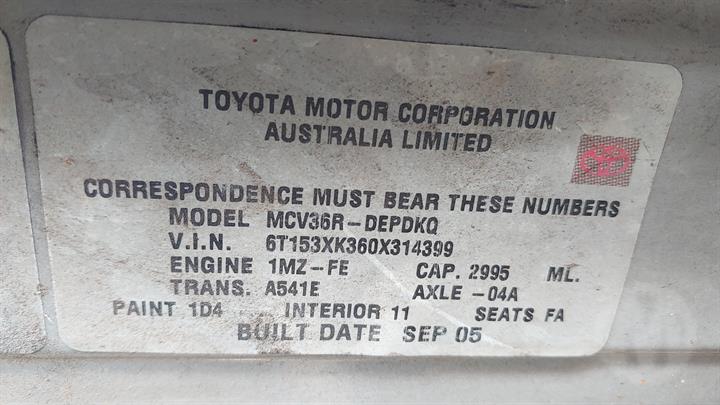 TOYOTA MOTOR CORPORATION
AUSTRALIA LIMITED
CORRESPONDENCE MUST BEAR THESE NUMBERS
MODEL MCV36R-DEPDKQ
V.I.N. 6T153XK360X314399
ENGINE 1MZ-FE CAP. 2995 ML.
TRANS. A541E AXLE -04A
PAINT 1D4 INTERIOR 11 SEATS FA
BUILT DATE SEP 05